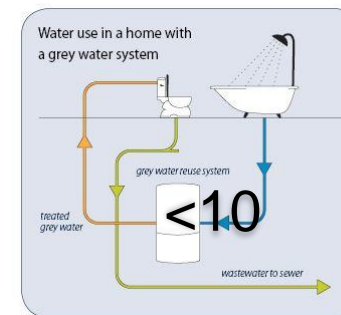 Water use in a home with
a grey water system
grey water reuse system
<10
treated
grey water
wastewater to sewer